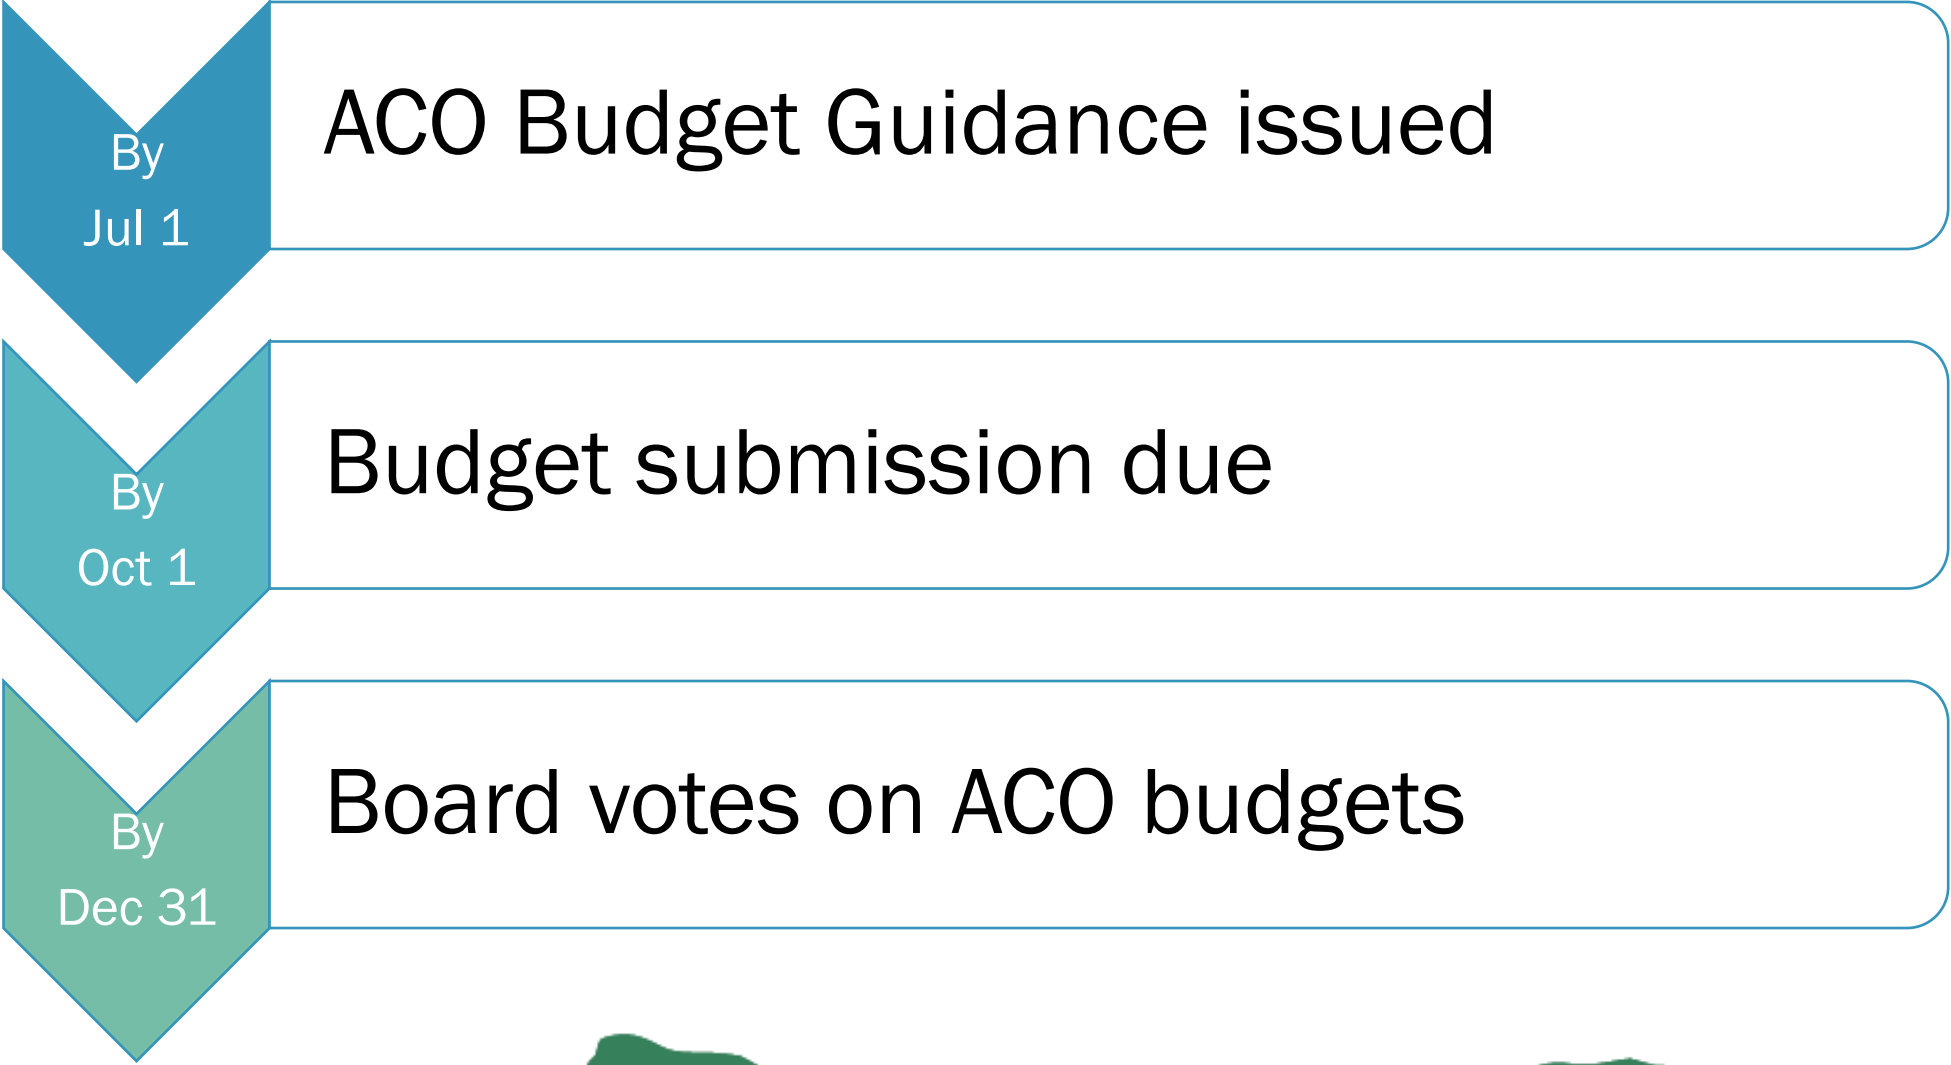 By
Jul 1
ACO Budget Guidance issued
By
Oct 1
Budget submission due
By
Dec 31
Board votes on ACO budgets